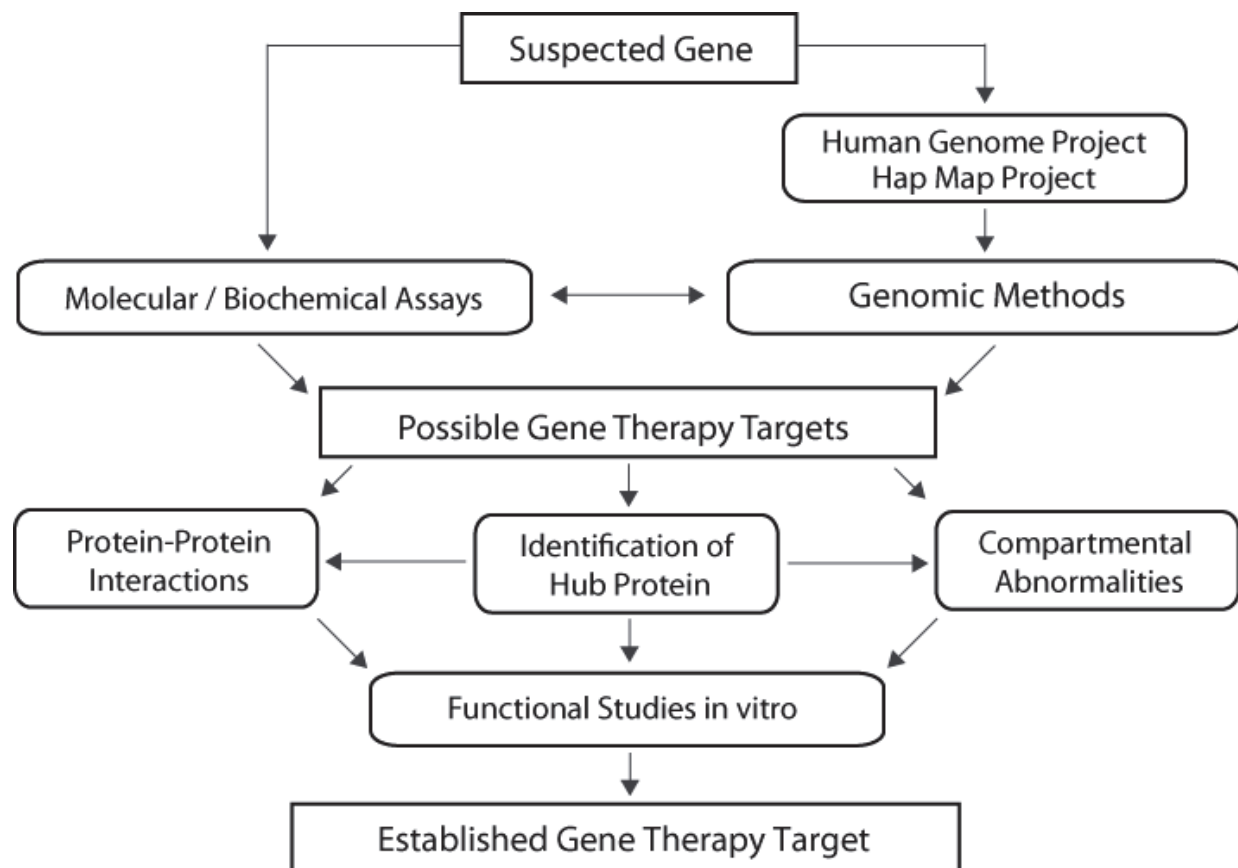 Suspected Gene
Human Genome Project
Hap Map Project
Molecular / Biochemical Assays
Genomic Methods
Possible Gene Therapy Targets
Protein-Protein
Interactions
Identification of
Hub Protein
Compartmental
Abnormalities
Functional Studies in vitro
Established Gene Therapy Target